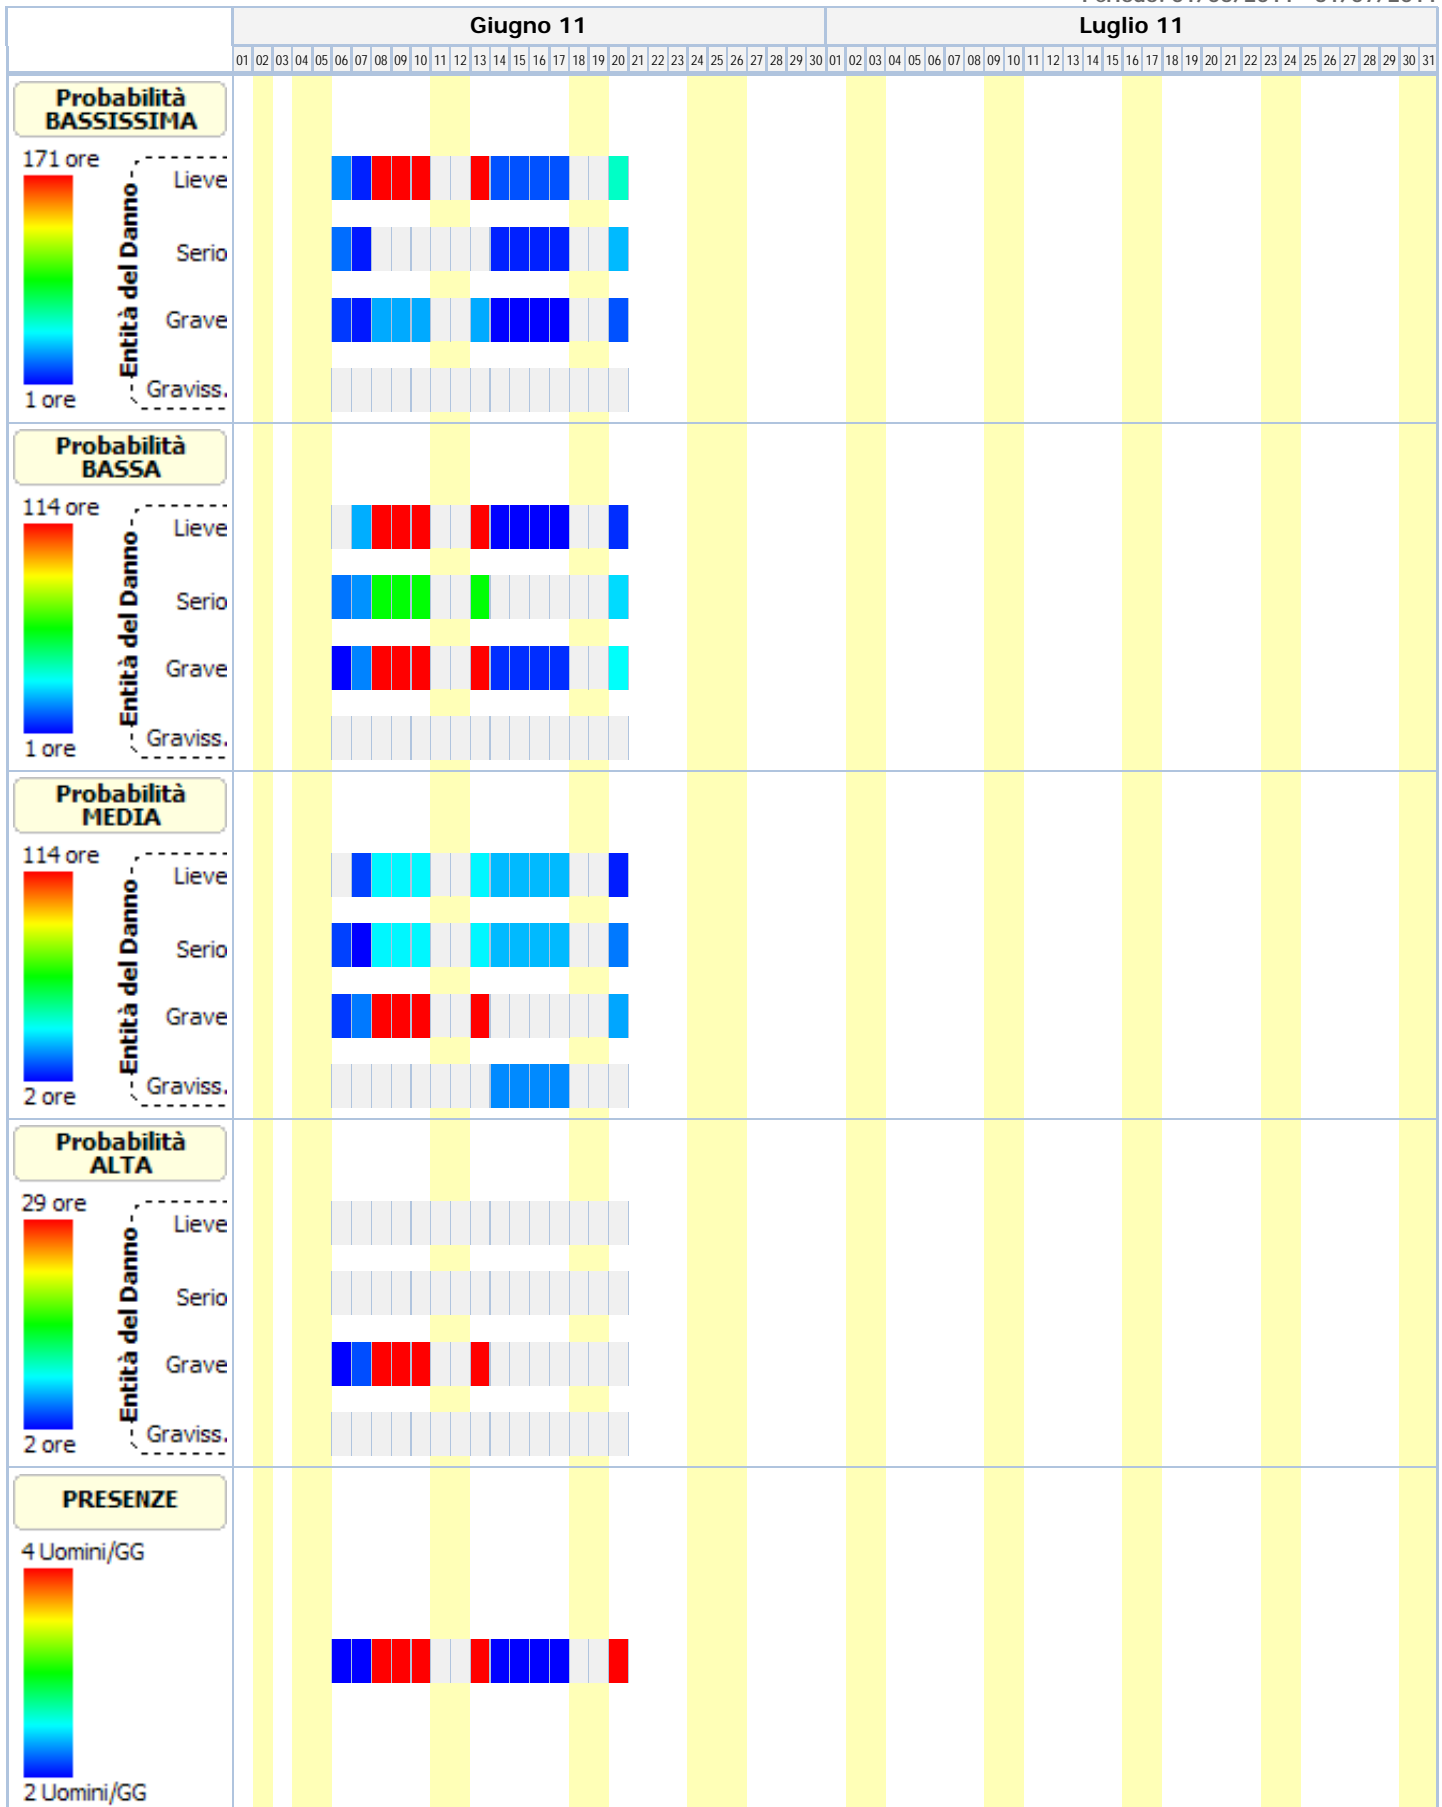 Giugno 11 Luglio 11
01 02 03 04 05 06 07 08 09 10 11 12 13 14 15 16 17 18 19 20 21 22 23 24 25 26 27 28 29 30 01 02 03 04 05 06 07 08 09 10 11 12 13 14 15 16 17 18 19 20 21 22 23 24 25 26 27 28 29 30 31
Probabilità
BASSISSIMA
171 ore
Entità del Danno
Lieve
Serio
Grave
Graviss.
1 ore
Probabilità
BASSA
114 ore
Entità del Danno
Lieve
Serio
Grave
Graviss.
1 ore
Probabilità
MEDIA
114 ore
Entità del Danno
Lieve
Serio
Grave
Graviss.
2 ore
Probabilità
ALTA
29 ore
Entità del Danno
Lieve
Serio
Grave
Graviss.
2 ore
PRESENZE
4 Uomini/GG
2 Uomini/GG